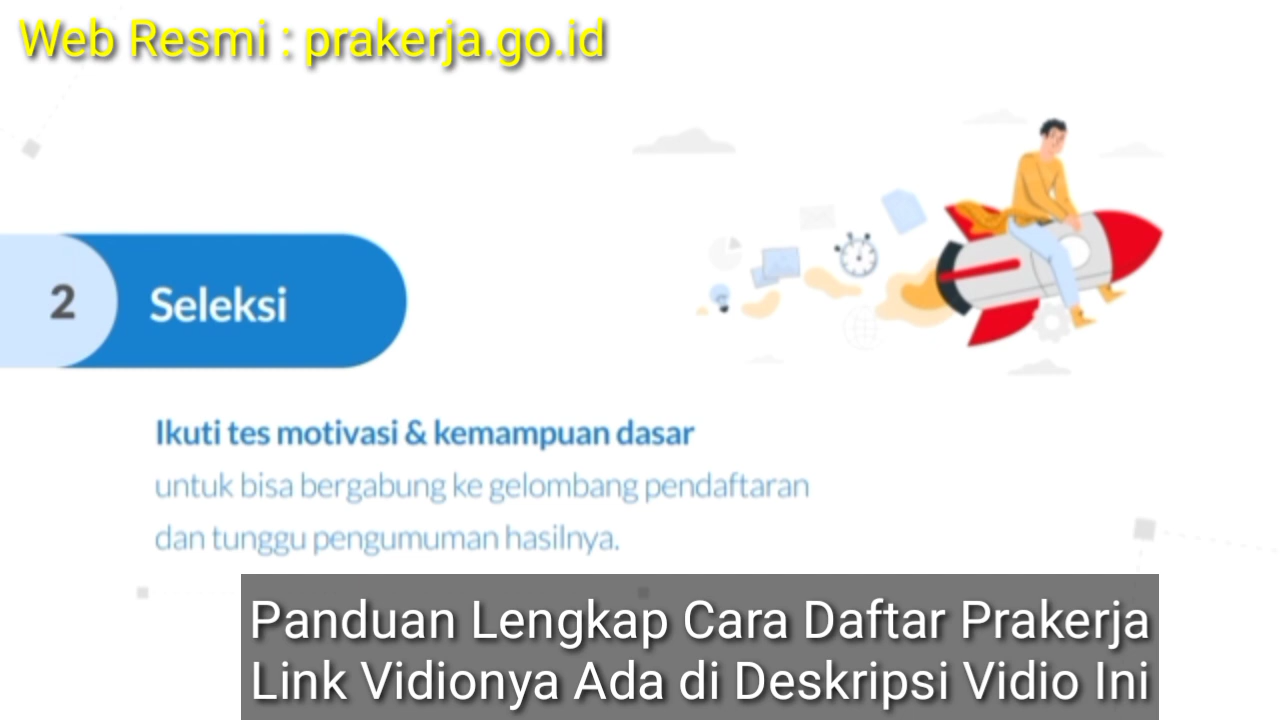 Web Resmi : prakerja.go.id
2
Seleksi
Ikuti tes motivasi & kemampuan dasar
untuk bisa bergabung ke gelombang pendaftaran
dan tunggu pengumuman hasilnya.
Panduan Lengkap Cara Daftar Prakerja
Link Vidionya Ada di Deskripsi Vidio Ini